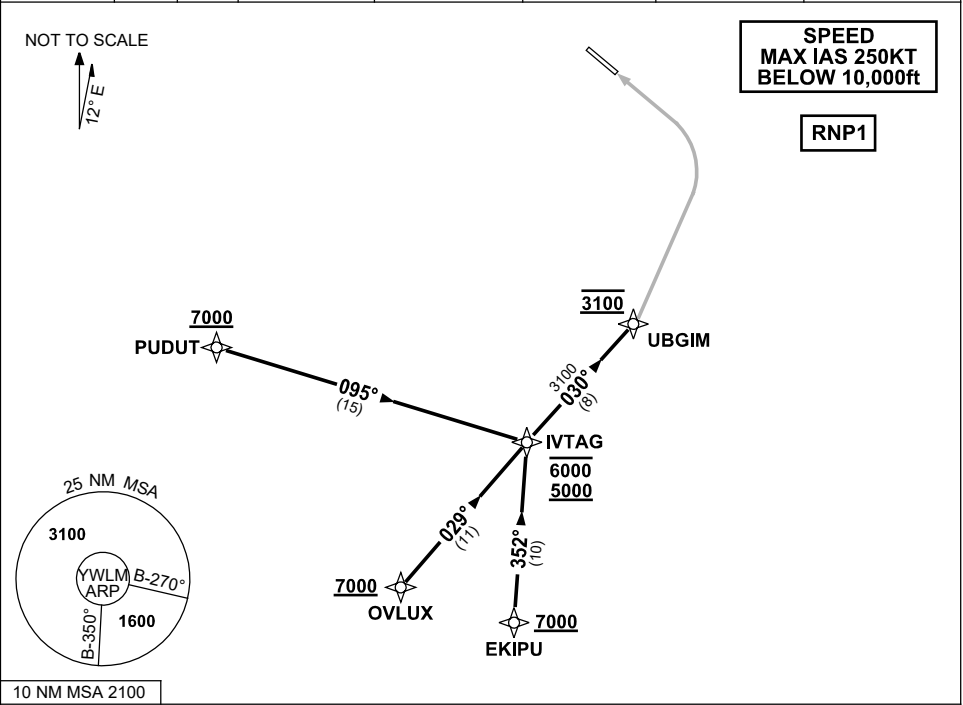 NOT TO SCALE
12° E
SPEED
MAX IAS 250KT
BELOW 10,000ft
RNP1
3100
UBGIM
7000
PUDUT
095°
(15)
3100
030°
(8)
IVTAG
6000
5000
029°
(11)
352°
(10)
7000
OVLUX
7000
EKIPU
25 NM MSA
3100
YWLM
ARP
B-270°
B-350°
1600
10 NM MSA 2100